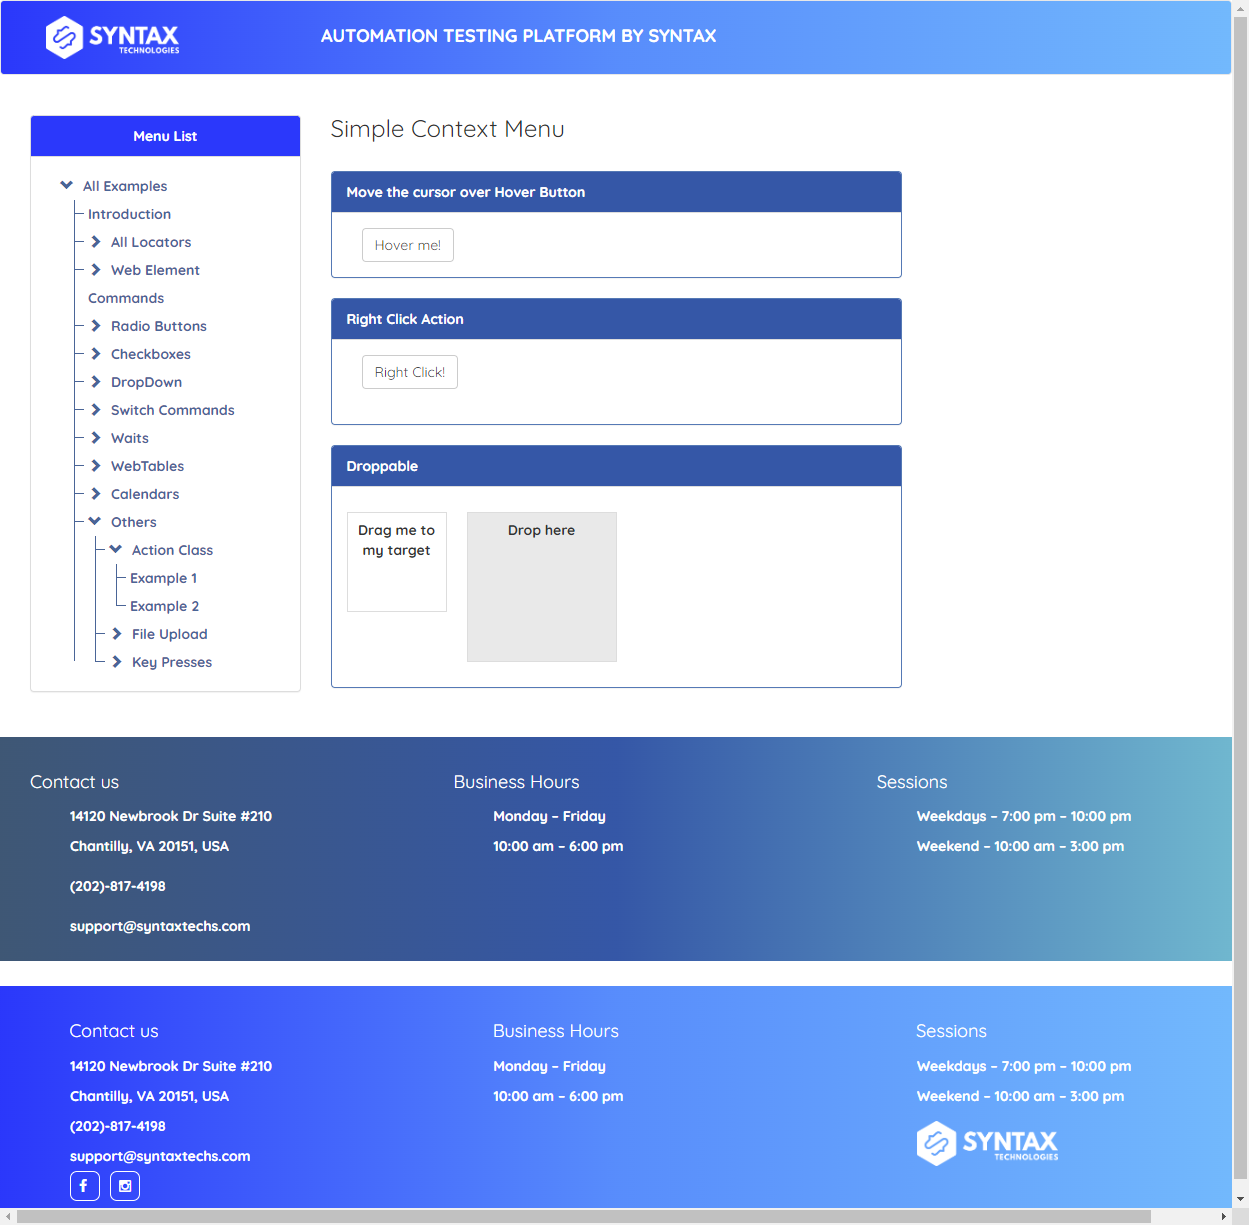 SYNTAX
TECHNOLOGIES
AUTOMATION TESTING PLATFORM BY SYNTAX
Menu List
All Examples
Introduction
All Locators
Web Element
Commands
Radio Buttons
Checkboxes
DropDown
Switch Commands
Waits
WebTables
Calendars
Others
Action Class
Example 1
Example 2
File Upload
Key Presses
Simple Context Menu
Move the cursor over Hover Button
Hover me!
Right Click Action
Right Click!
Droppable
Drag me to
my target
Drop here
Contact us
14120 Newbrook Dr Suite #210
Chantilly, VA 20151, USA
(202)-817-4198
support@syntaxtechs.com
Business Hours
Monday – Friday
10:00 am – 6:00 pm
Sessions
Weekdays – 7:00 pm – 10:00 pm
Weekend – 10:00 am – 3:00 pm
Contact us
14120 Newbrook Dr Suite #210
Chantilly, VA 20151, USA
(202)-817-4198
support@syntaxtechs.com
Business Hours
Monday – Friday
10:00 am – 6:00 pm
Sessions
Weekdays – 7:00 pm – 10:00 pm
Weekend – 10:00 am – 3:00 pm
SYNTAX
TECHNOLOGIES